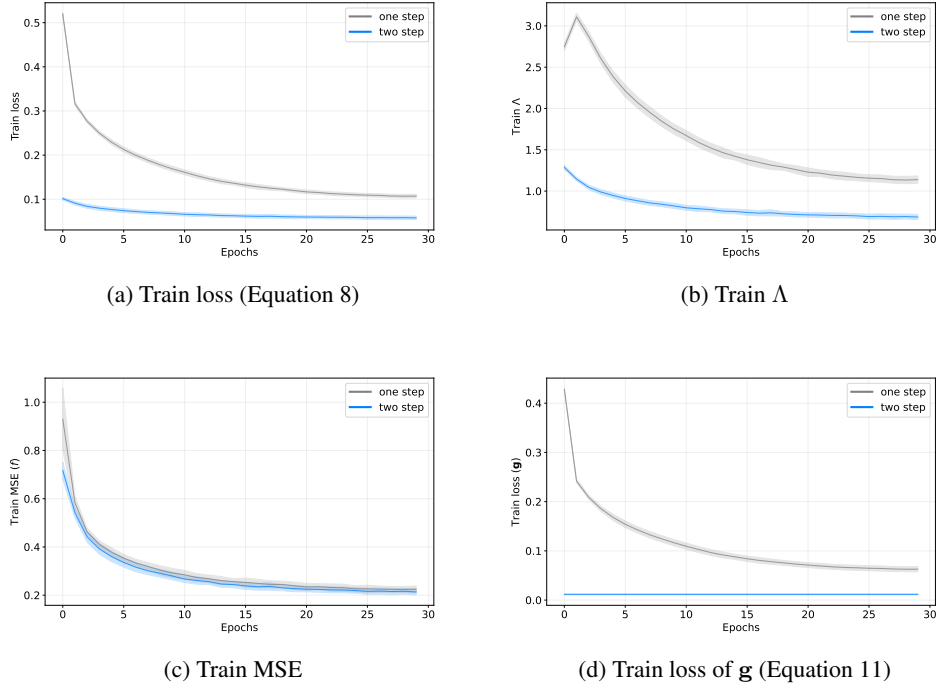 0.5
0.4
0.3
0.2
0.1
Train loss
0 5 10 15 20 25 30
Epochs
one step
two step
(a) Train loss (Equation 8)
3.0
2.5
2.0
1.5
1.0
Train Λ
0 5 10 15 20 25 30
Epochs
one step
two step
(b) Train Λ
1.0
0.8
0.6
0.4
0.2
Train MSE (f)
0 5 10 15 20 25 30
Epochs
one step
two step
(c) Train MSE
0.4
0.3
0.2
0.1
0.0
Train loss (g)
0 5 10 15 20 25 30
Epochs
one step
two step
(d) Train loss of g (Equation 11)